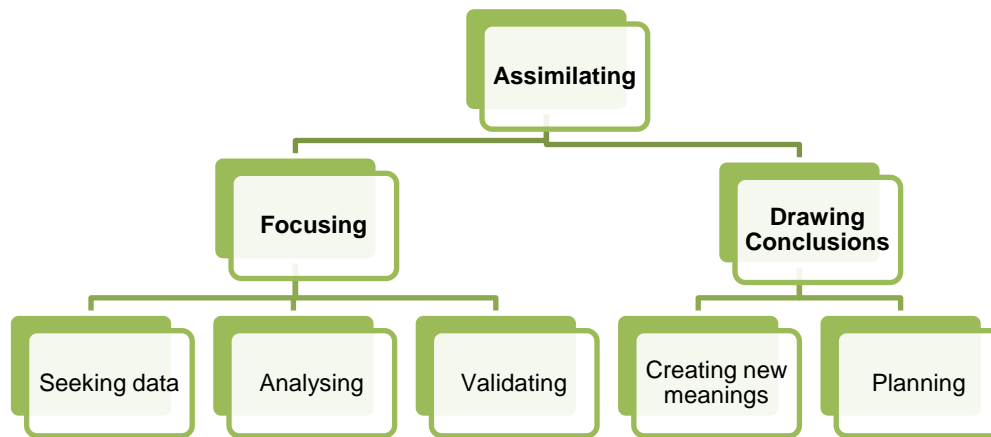 Assimilating
Focusing
Drawing
Conclusions
Seeking data
Analysing
Validating
Creating new
meanings
Planning